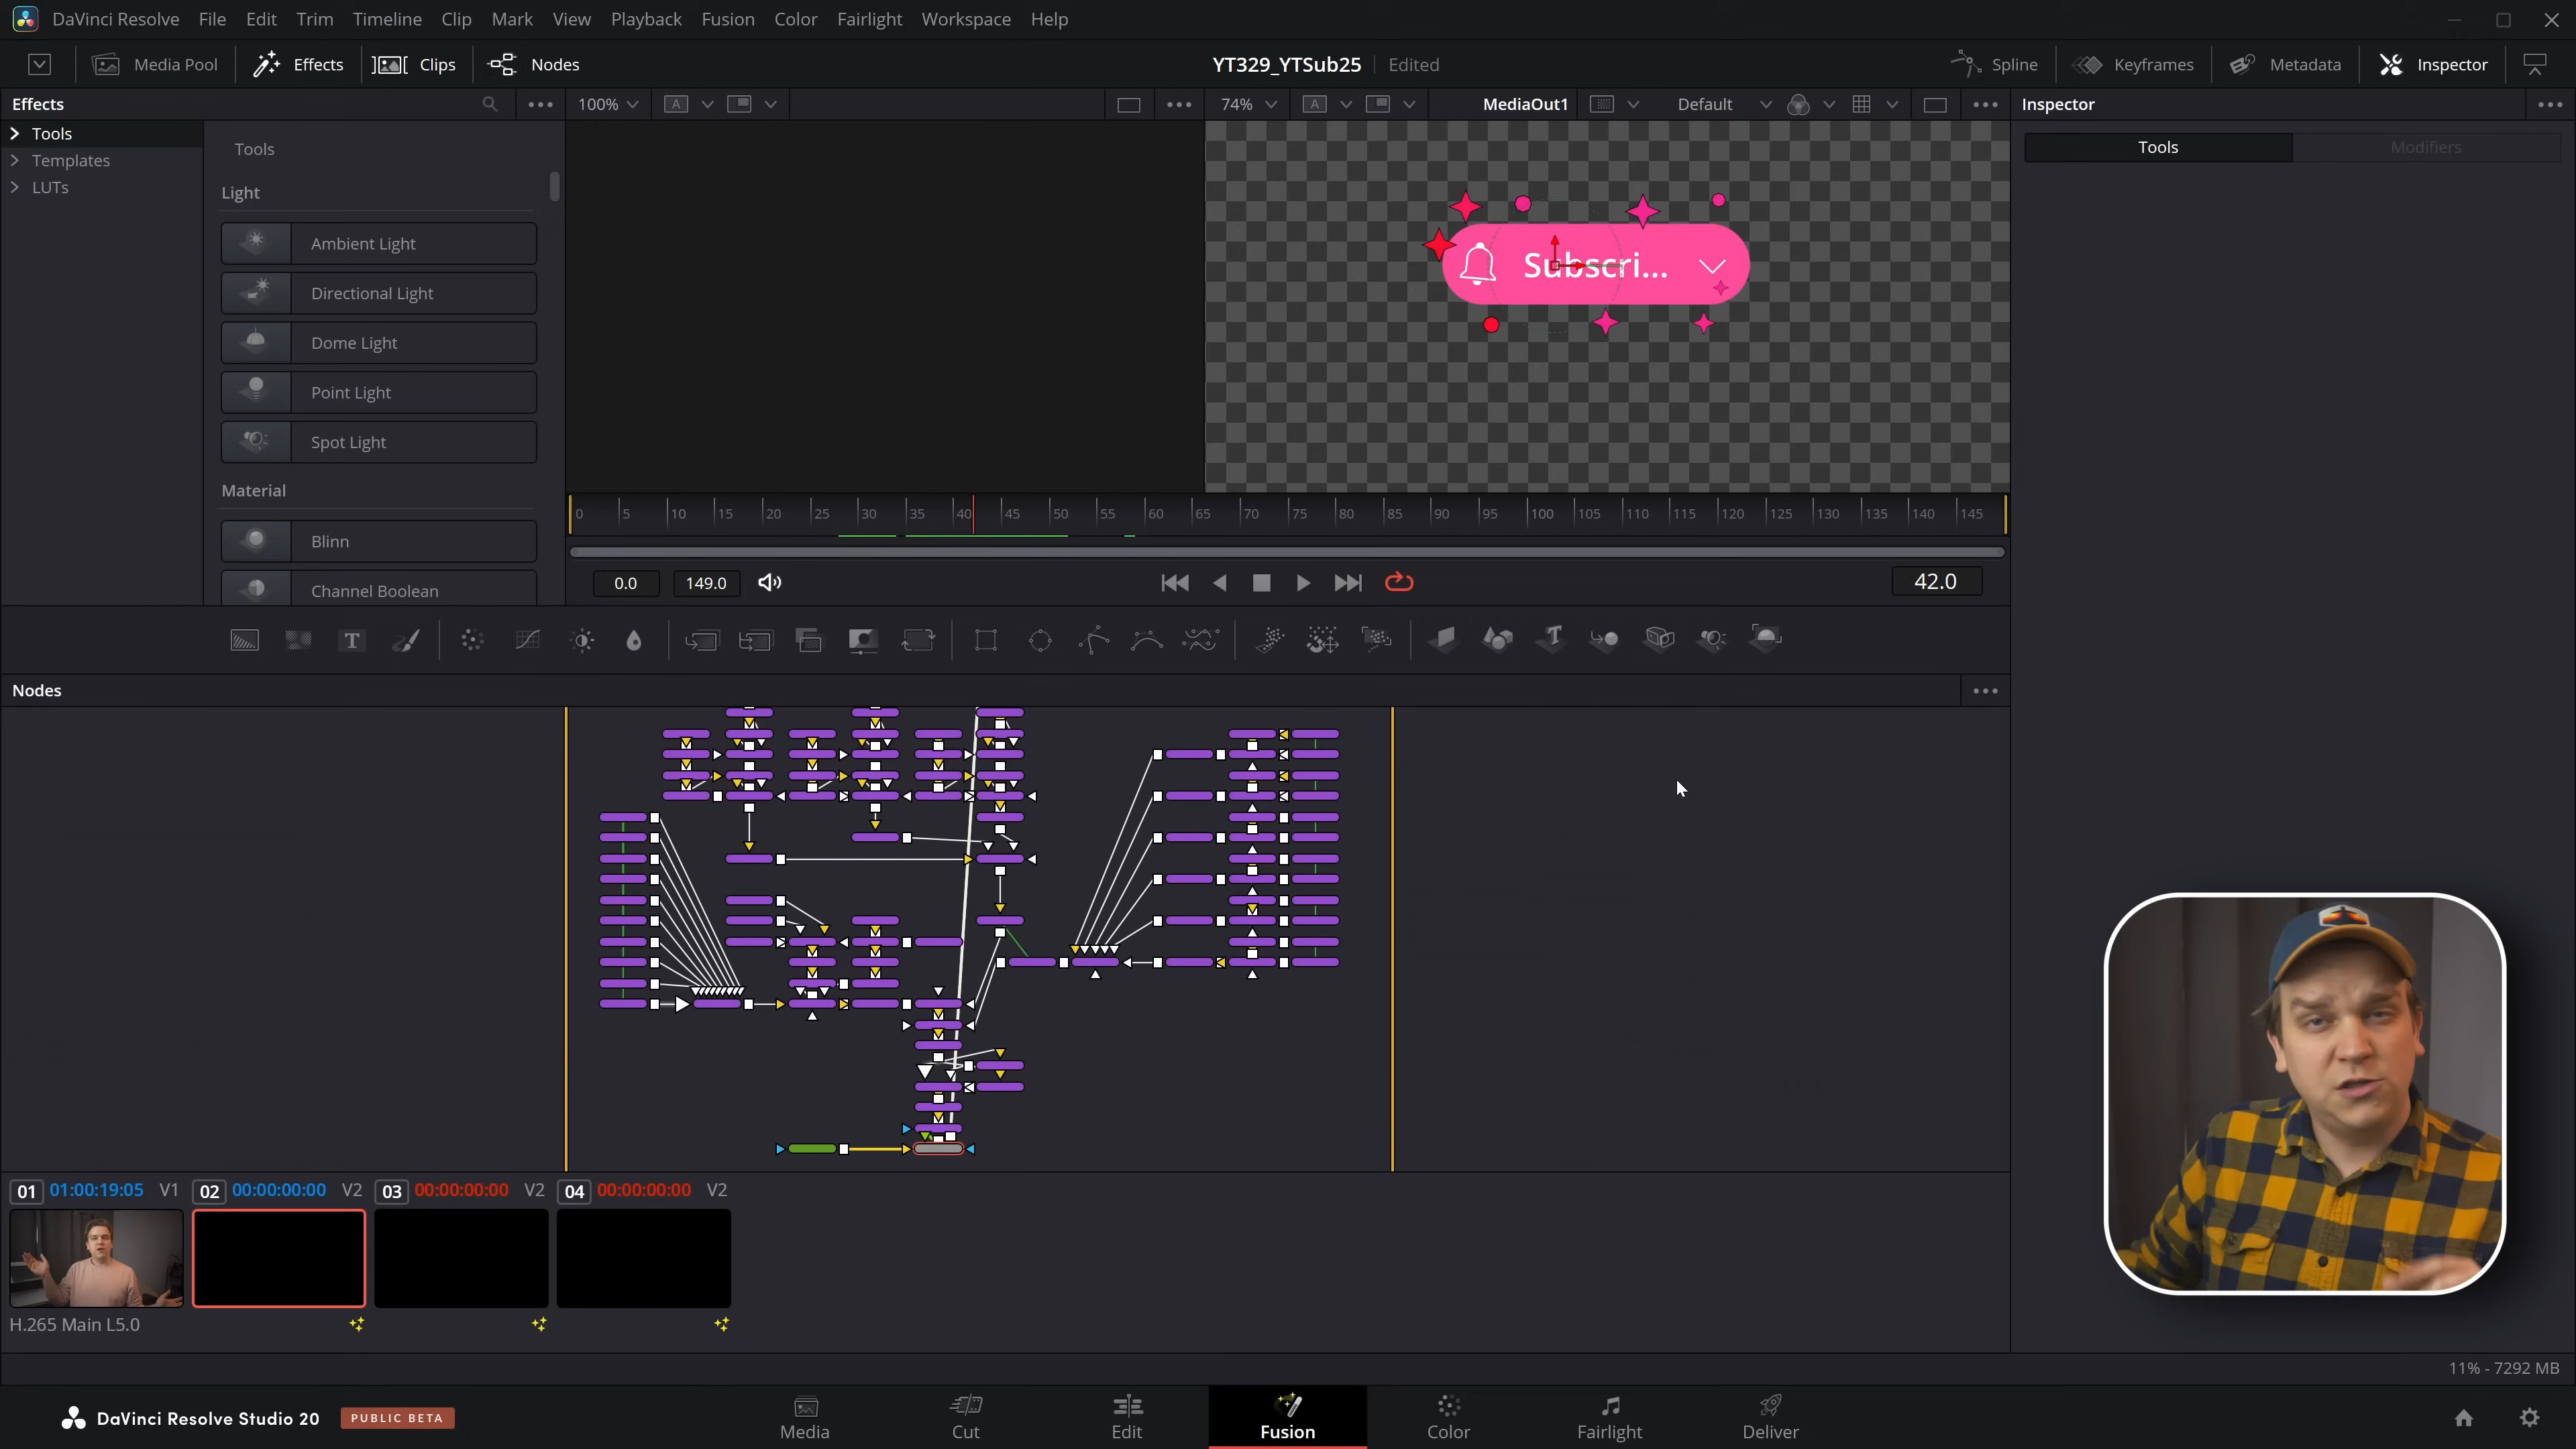 DaVinci Resolve File Edit Trim Timeline Clip Mark View Playback Fusion Color Fairlight Workspace Help
Media Pool Effects Clips Nodes YT329_YTSub25 Edited Spline Keyframes Metadata Inspector
Effects 100% A 74% A MediaOut1 Default Inspector
Tools
Templates
LUTs
Tools
Light
Ambient Light
Directional Light
Dome Light
Point Light
Spot Light
Material
Blinn
Channel Boolean
Subscri...
Tools Modifiers
0 5 10 15 20 25 30 35 40 45 50 55 60 65 70 75 80 85 90 95 100 105 110 115 120 125 130 135 140 145
0.0 149.0 42.0
T T
Nodes
01 01:00:19:05 V1 02 00:00:00:00 V2 03 00:00:00:00 V2 04 00:00:00:00 V2
H.265 Main L5.0
11% - 7292 MB
DaVinci Resolve Studio 20 PUBLIC BETA
Media Cut Edit Fusion Color Fairlight Deliver